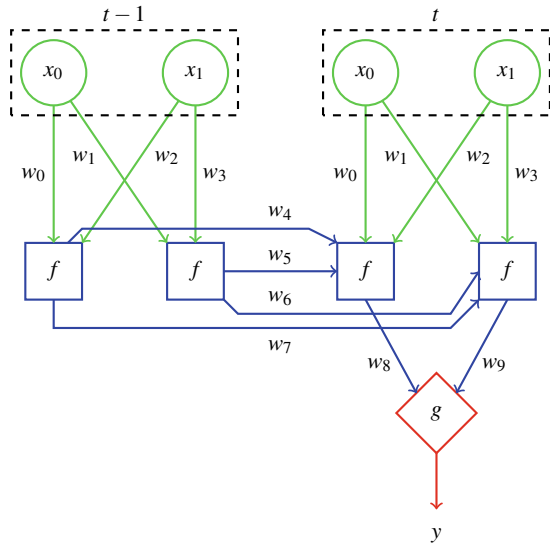 t − 1 t
x₀ x₁ x₀ x₁
w₁ w₂ w₁ w₂
w₀ w₃ w₀ w₃
w₄
w₅
f f f f
w₆
w₇
w₈ w₉
g
y